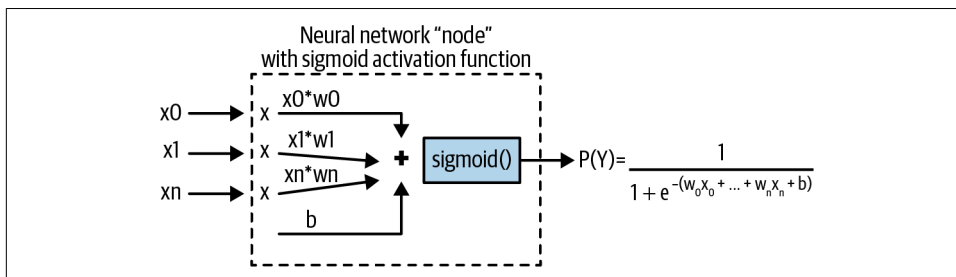 Neural network “node”
with sigmoid activation function
x0
x
x0*w0
x1
x
x1*w1
xn
x
xn*wn
b
+
sigmoid()
P(Y)=
1
1 + e^-(w₀x₀ + ... + wₙxₙ + b)